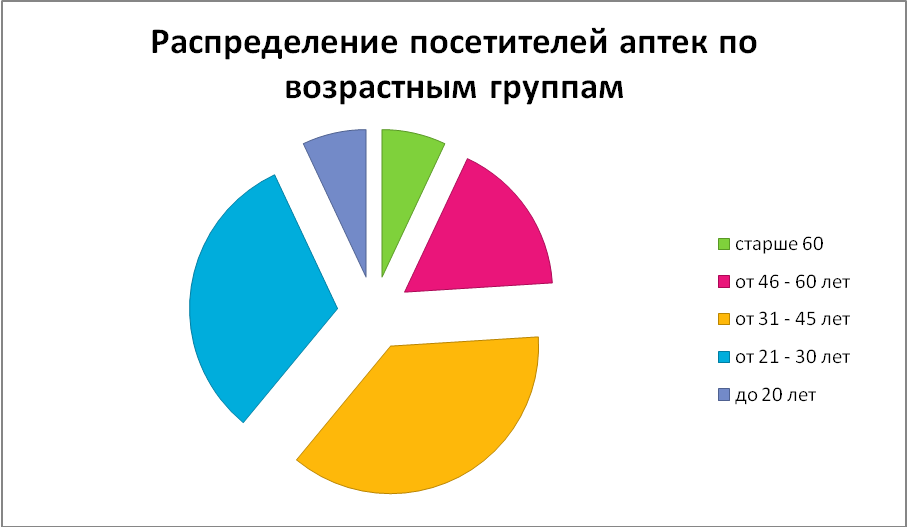 Распределение посетителей аптек по
возрастным группам
старше 60
от 46 - 60 лет
от 31 - 45 лет
от 21 - 30 лет
до 20 лет